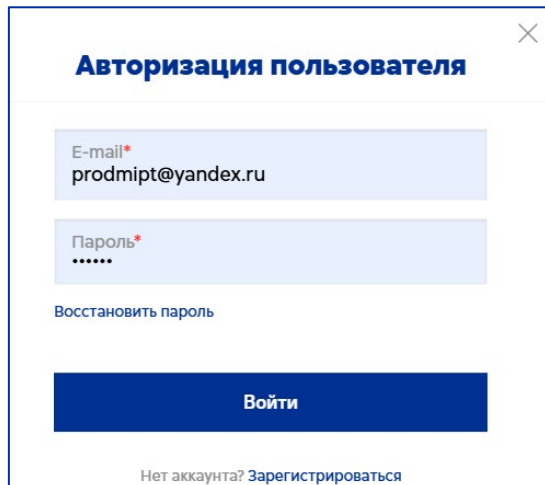 Авторизация пользователя
E-mail*
prodmipt@yandex.ru
Пароль*
••••••
Восстановить пароль
Войти
Нет аккаунта? Зарегистрироваться